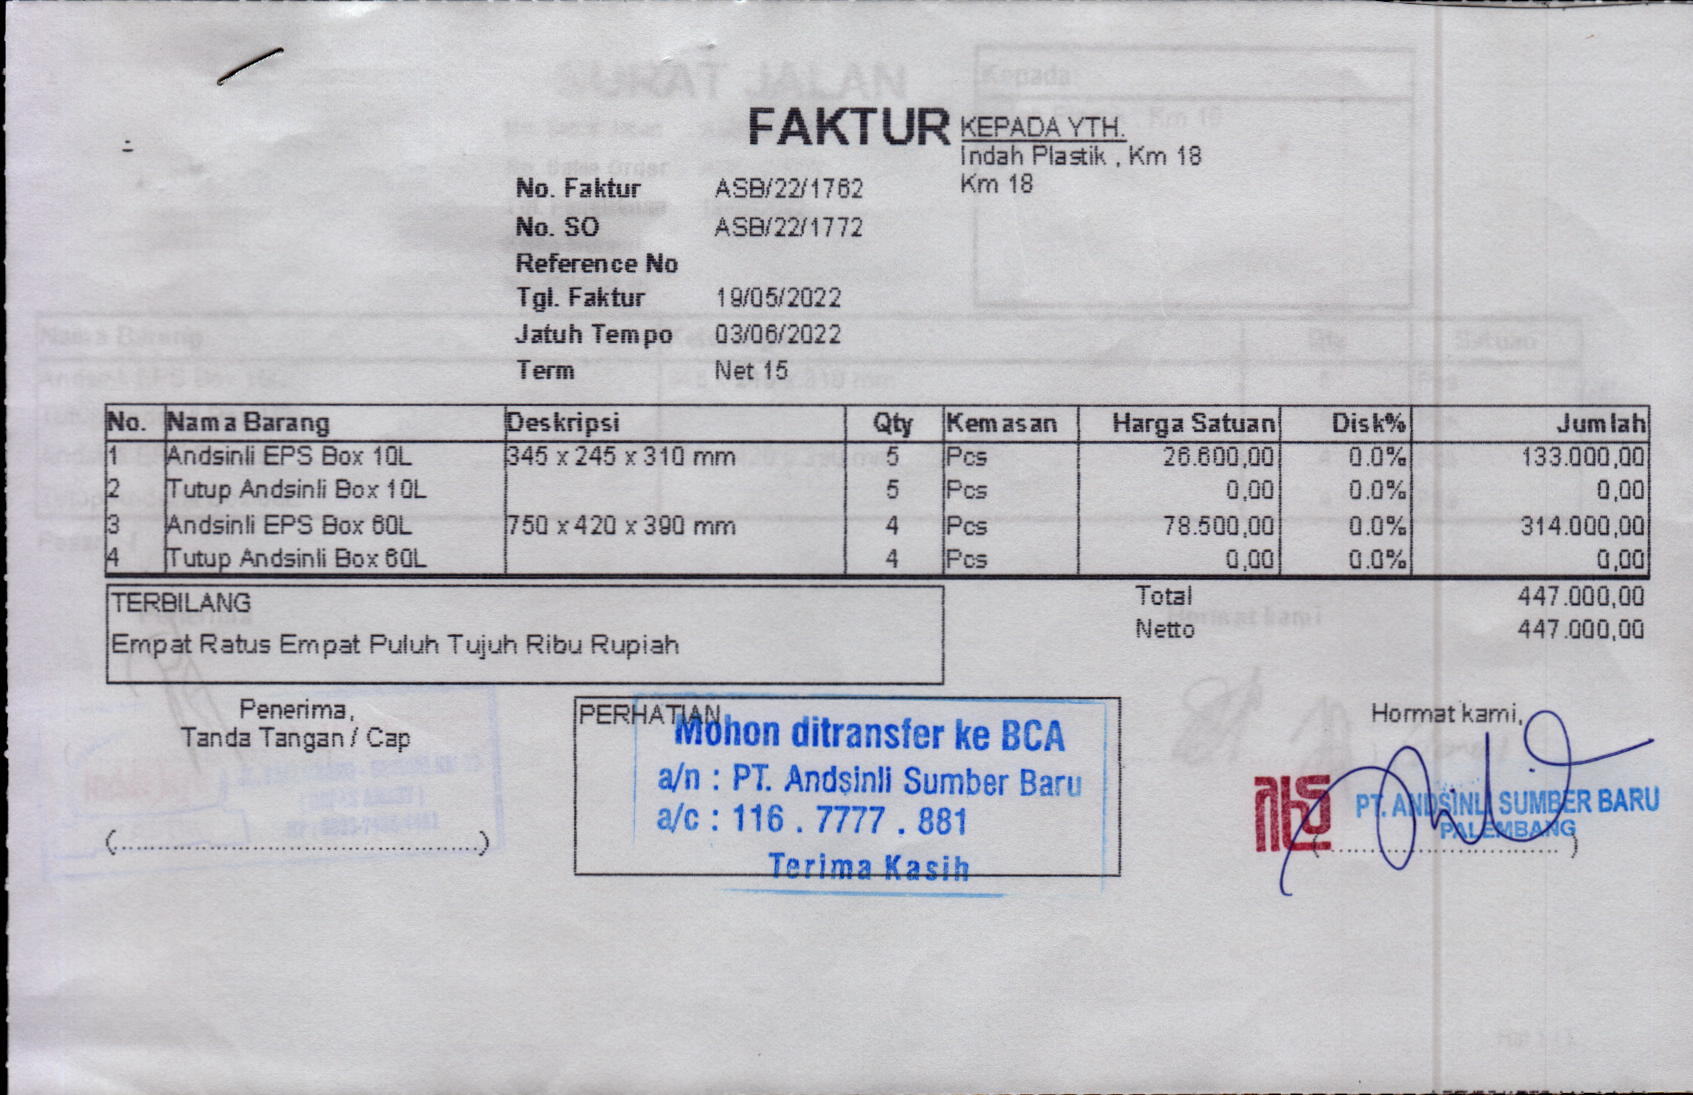 FAKTUR
KEPADA YTH.
Indah Plastik , Km 18
Km 18
No. Faktur ASB/22/1762
No. SO ASB/22/1772
Reference No
Tgl. Faktur 19/05/2022
Jatuh Tempo 03/06/2022
Term Net 15
No. Nama Barang Deskripsi Qty Kemasan Harga Satuan Disk% Jumlah
1 Andsinli EPS Box 10L 345 x 245 x 310 mm 5 Pcs 26.600,00 0.0% 133.000,00
2 Tutup Andsinli Box 10L 5 Pcs 0,00 0.0% 0,00
3 Andsinli EPS Box 60L 750 x 420 x 390 mm 4 Pcs 78.500,00 0.0% 314.000,00
4 Tutup Andsinli Box 60L 4 Pcs 0,00 0.0% 0,00
TERBILANG
Empat Ratus Empat Puluh Tujuh Ribu Rupiah
Total 447.000,00
Netto 447.000,00
Penerima,
Tanda Tangan / Cap
PERHATIAN
Mohon ditransfer ke BCA
a/n : PT. Andsinli Sumber Baru
a/c : 116 . 7777 . 881
Terima Kasih
Hormat kami,
PT. ANDSINLI SUMBER BARU
PALEMBANG